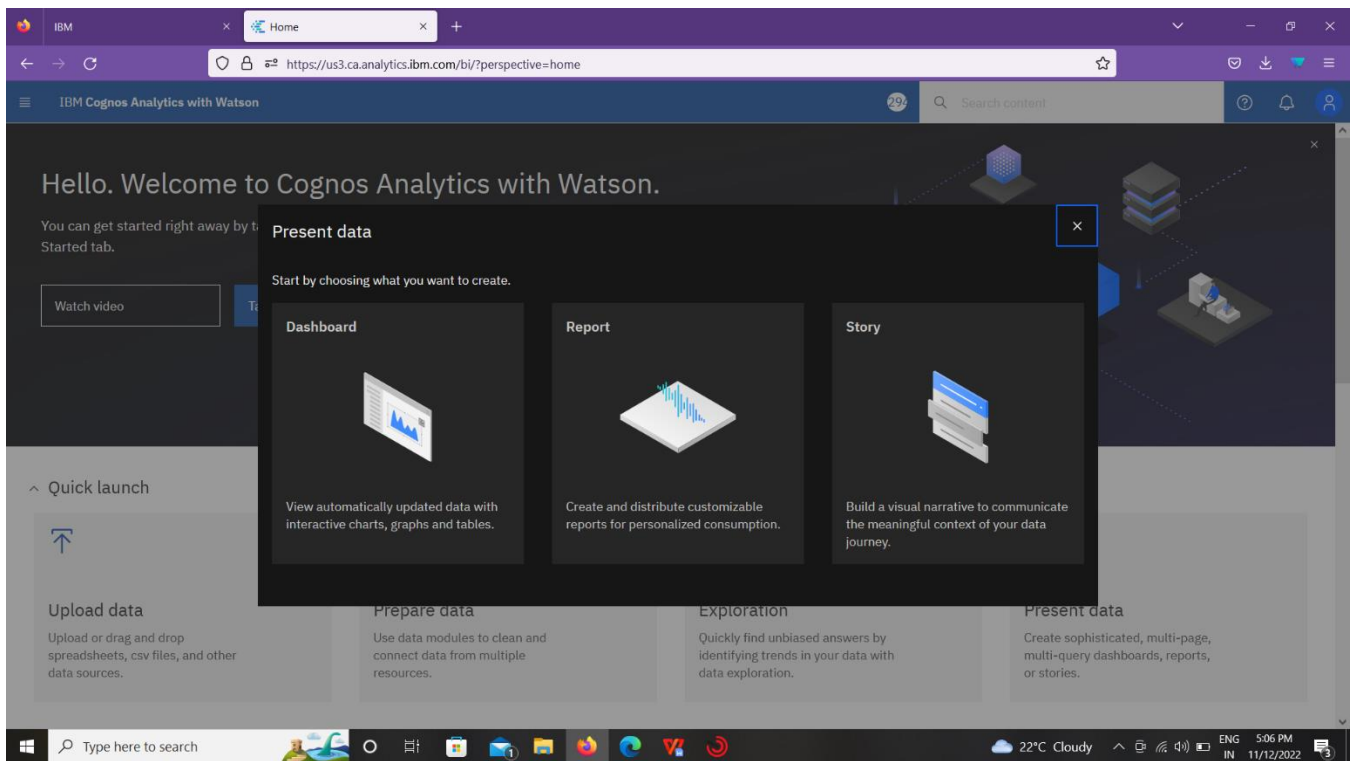 IBM
Home
https://us3.ca.analytics.ibm.com/bi/?perspective=home
IBM Cognos Analytics with Watson
294
Search content
Hello. Welcome to Cognos Analytics with Watson.
You can get started right away by
Started tab.
Watch video
Present data
Start by choosing what you want to create.
Dashboard
View automatically updated data with
interactive charts, graphs and tables.
Report
Create and distribute customizable
reports for personalized consumption.
Story
Build a visual narrative to communicate
the meaningful context of your data
journey.
Quick launch
Upload data
Upload or drag and drop
spreadsheets, csv files, and other
data sources.
Prepare data
Use data modules to clean and
connect data from multiple
resources.
Exploration
Quickly find unbiased answers by
identifying trends in your data with
data exploration.
Present data
Create sophisticated, multi-page,
multi-query dashboards, reports,
or stories.
Type here to search
22°C Cloudy
ENG
IN
5:06 PM
11/12/2022